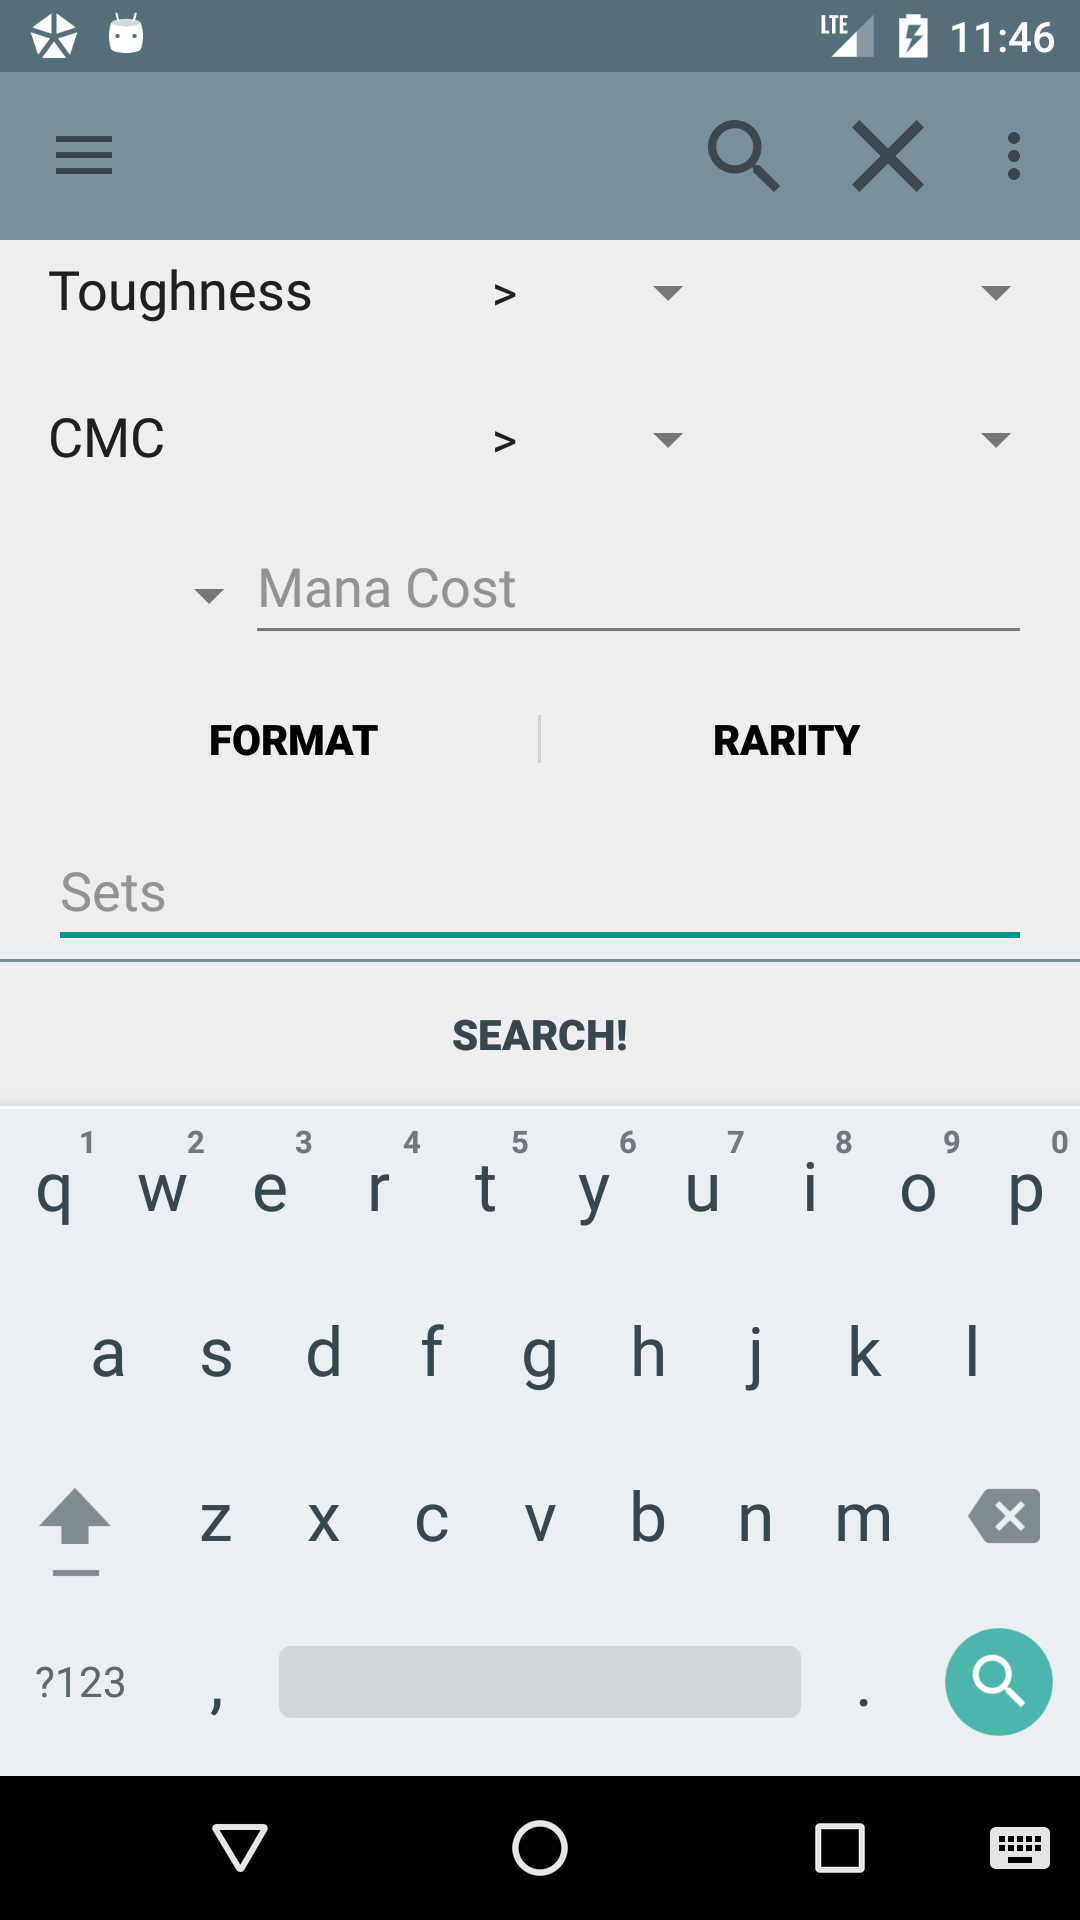 LTE 11:46
Toughness >
CMC >
Mana Cost
FORMAT RARITY
Sets
SEARCH!
1 2 3 4 5 6 7 8 9 0
q w e r t y u i o p
a s d f g h j k l
z x c v b n m
?123 , .